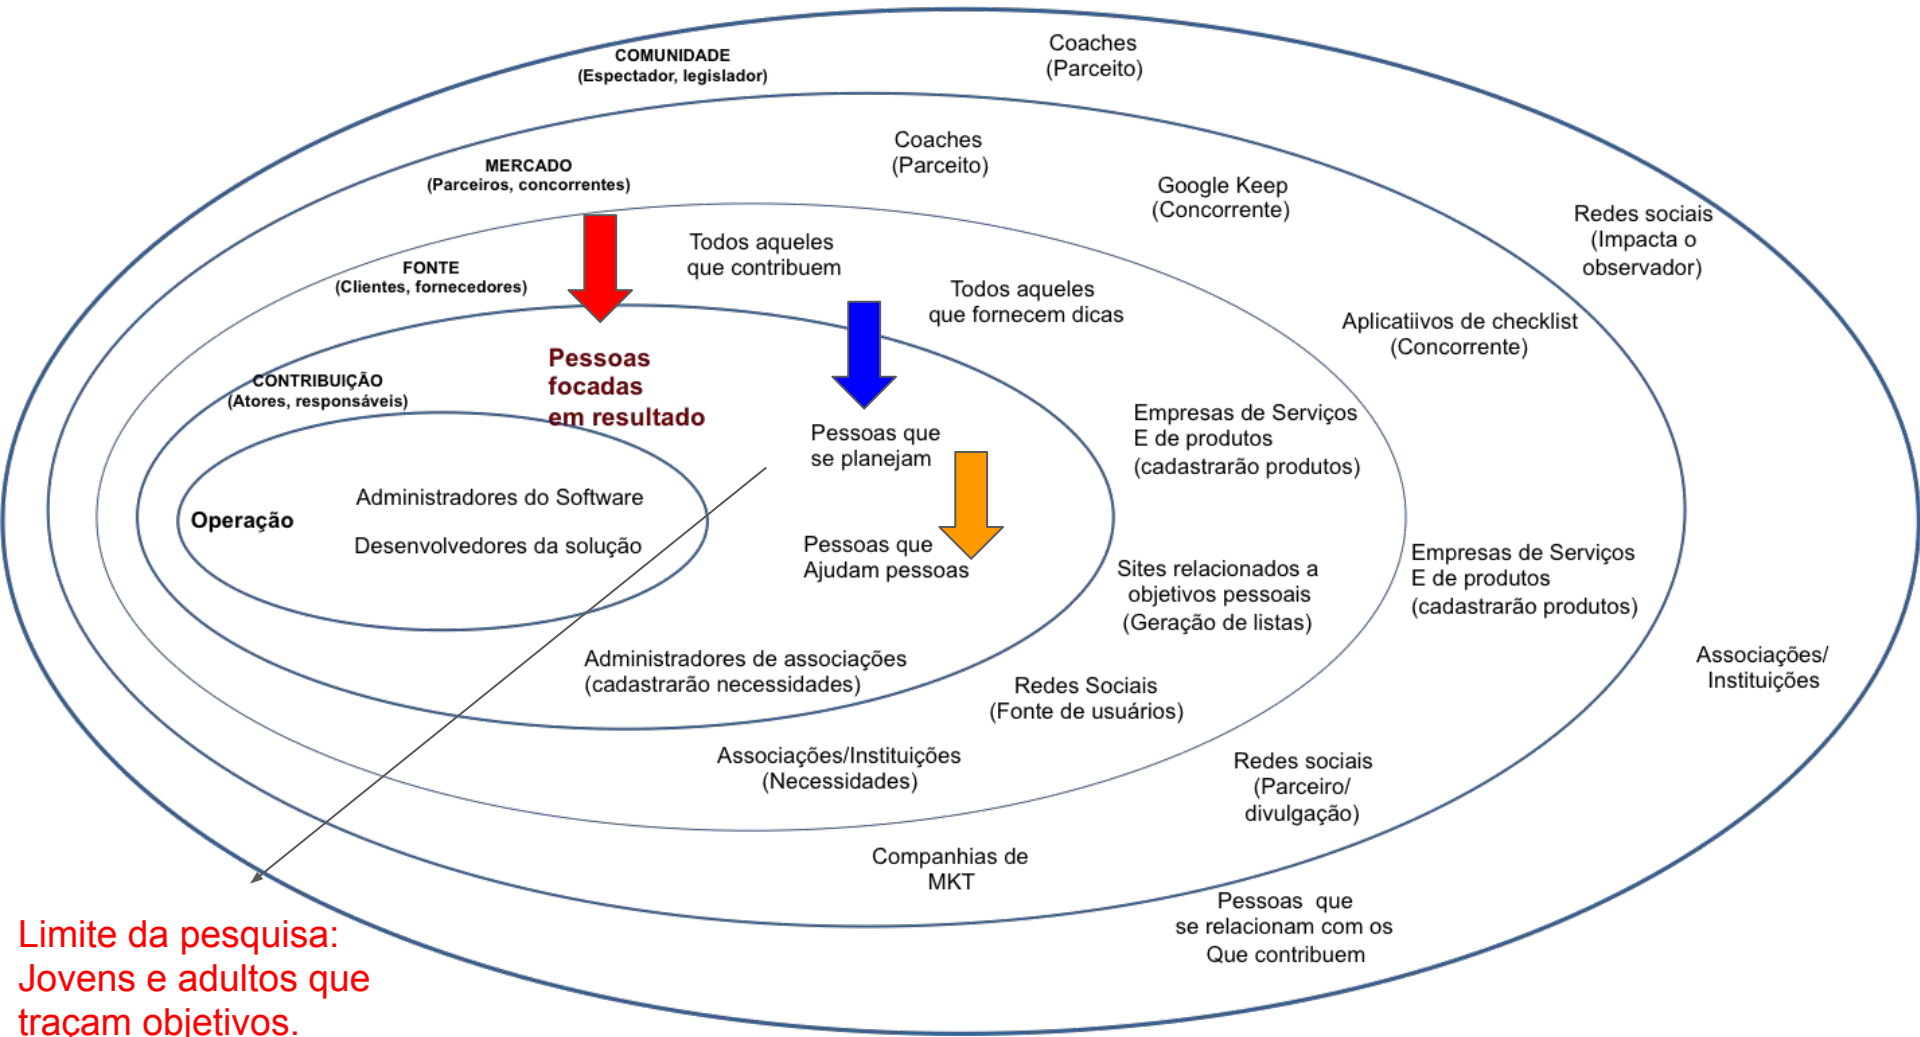 COMUNIDADE
(Espectador, legislador)
Coaches
(Parceito)
MERCADO
(Parceiros, concorrentes)
Coaches
(Parceito)
Google Keep
(Concorrente)
Redes sociais
(Impacta o
observador)
FONTE
(Clientes, fornecedores)
Todos aqueles
que contribuem
Todos aqueles
que fornecem dicas
Aplicatiivos de checklist
(Concorrente)
CONTRIBUIÇÃO
(Atores, responsáveis)
Pessoas
focadas
em resultado
Pessoas que
se planejam
Empresas de Serviços
E de produtos
(cadastrarão produtos)
Operação
Administradores do Software
Desenvolvedores da solução
Pessoas que
Ajudam pessoas
Sites relacionados a
objetivos pessoais
(Geração de listas)
Empresas de Serviços
E de produtos
(cadastrarão produtos)
Administradores de associações
(cadastrarão necessidades)
Redes Sociais
(Fonte de usuários)
Associações/
Instituições
Associações/Instituições
(Necessidades)
Redes sociais
(Parceiro/
divulgação)
Companhias de
MKT
Pessoas que
se relacionam com os
Que contribuem
Limite da pesquisa:
Jovens e adultos que
traçam objetivos.